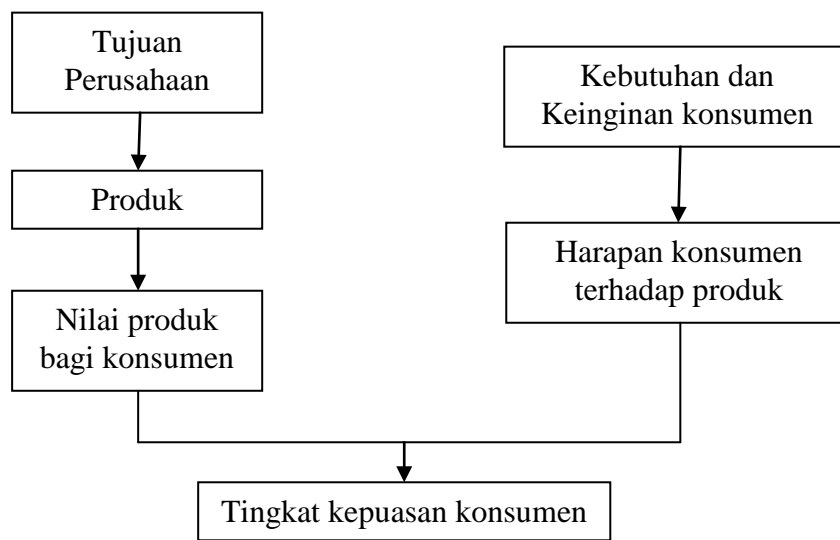 Tujuan
Perusahaan
Produk
Nilai produk
bagi konsumen
Kebutuhan dan
Keinginan konsumen
Harapan konsumen
terhadap produk
Tingkat kepuasan konsumen